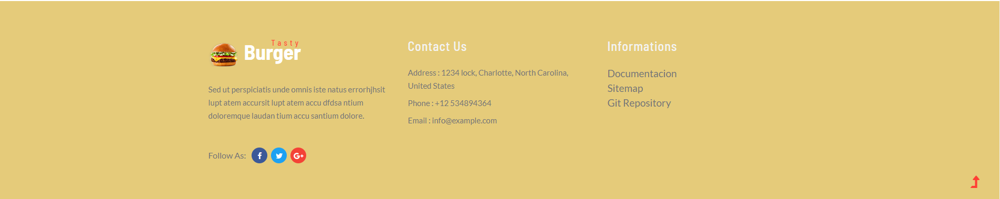 Tasty
Burger
Sed ut perspiciatis unde omnis iste natus errorhjhsit
lupt atem accursit lupt atem accu dfdsa ntium
doloremque laudan tium accu santium dolore.
Follow As:
Contact Us
Address : 1234 lock, Charlotte, North Carolina,
United States
Phone : +12 534894364
Email : info@example.com
Informations
Documentacion
Sitemap
Git Repository